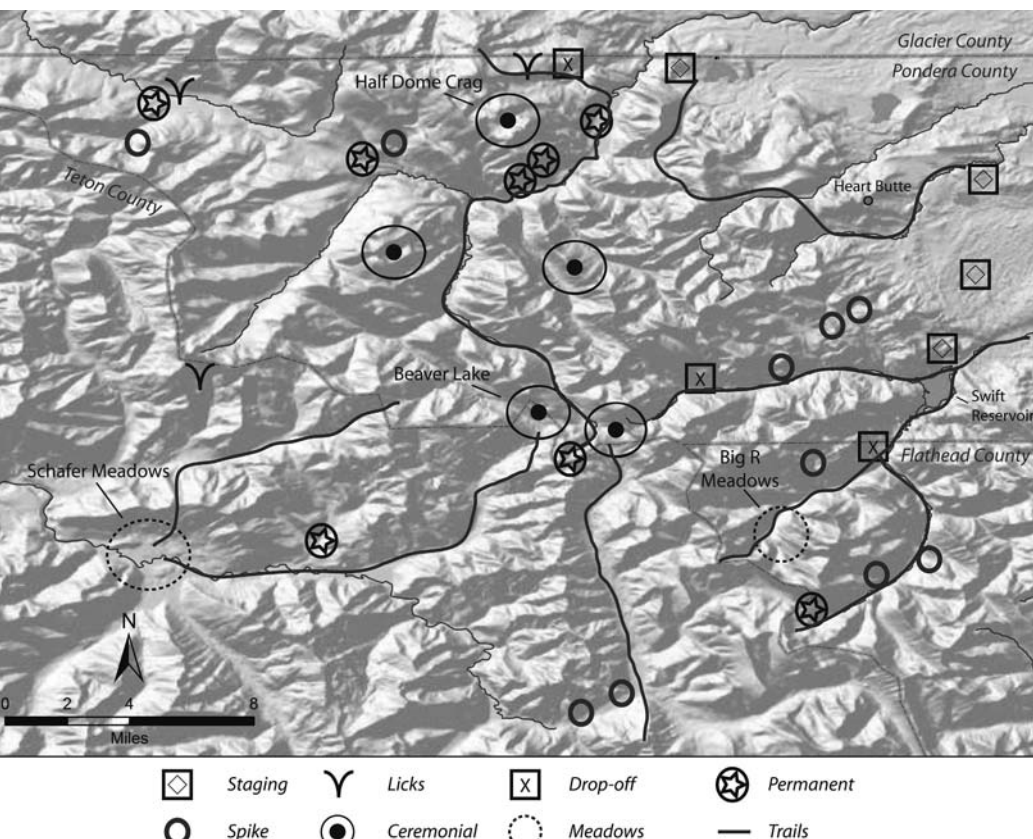 Glacier County
Pondera County
Half Dome Crag
Teton County
Heart Butte
Beaver Lake
Swift
Reservoir
Schafer Meadows
Big R
Meadows
Flathead County
N
0 2 4 8
Miles
X
X
X
Staging Licks X Drop-off Permanent
Spike Ceremonial Meadows Trails